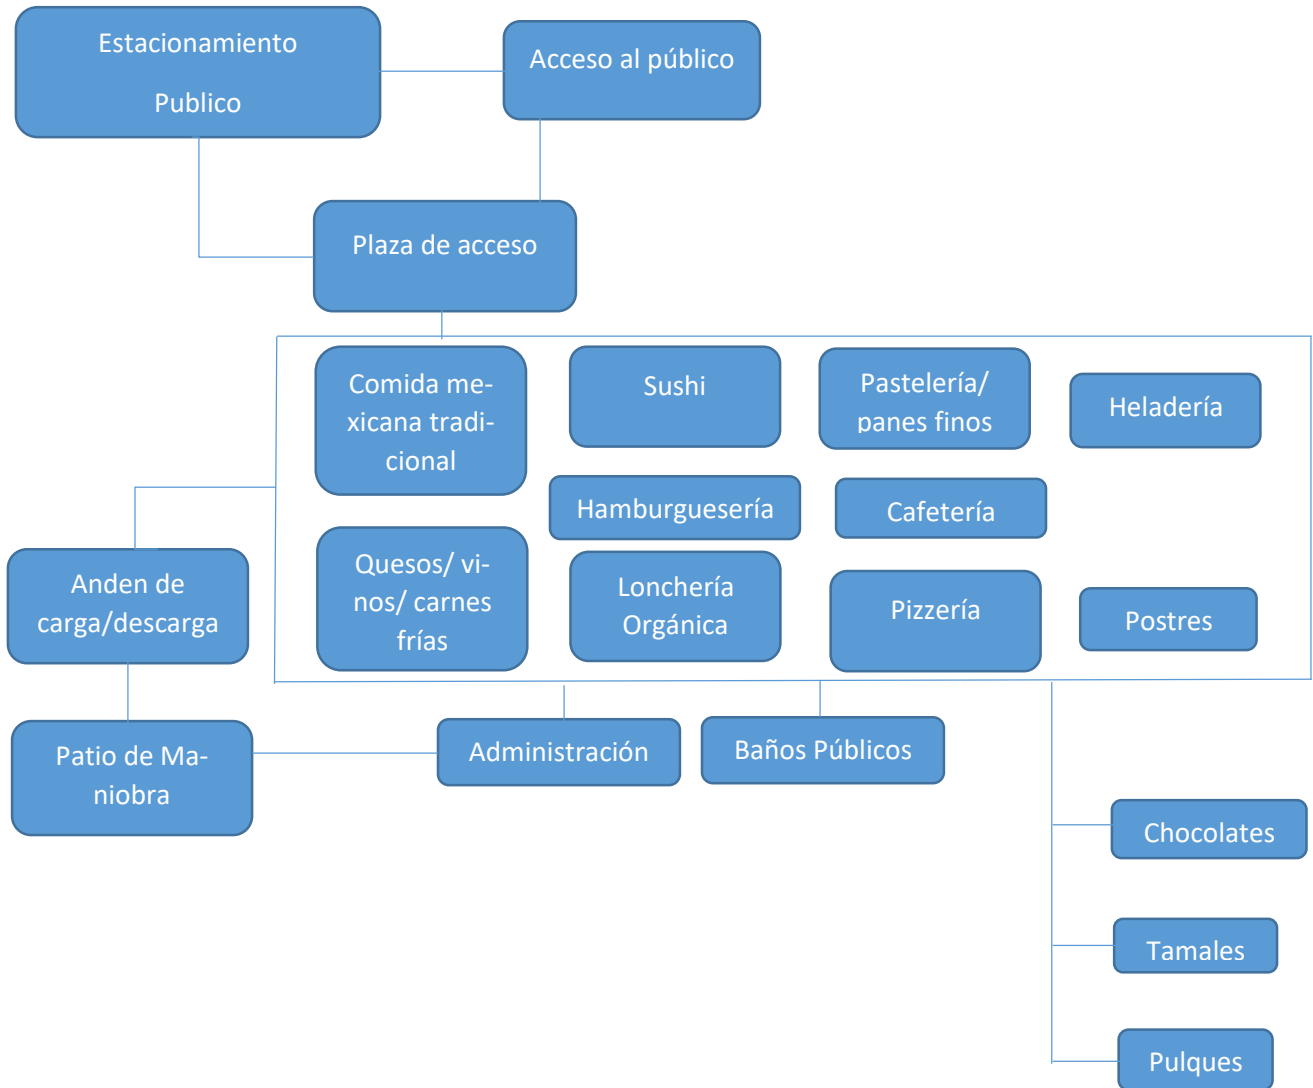 Estacionamiento
Publico
Acceso al público
Plaza de acceso
Comida me-
xicana tradi-
cional
Sushi
Pastelería/
panes finos
Heladería
Hamburguesería
Cafetería
Quesos/ vi-
nos/ carnes
frías
Lonchería
Orgánica
Pizzería
Postres
Anden de
carga/descarga
Patio de Ma-
niobra
Administración
Baños Públicos
Chocolates
Tamales
Pulques